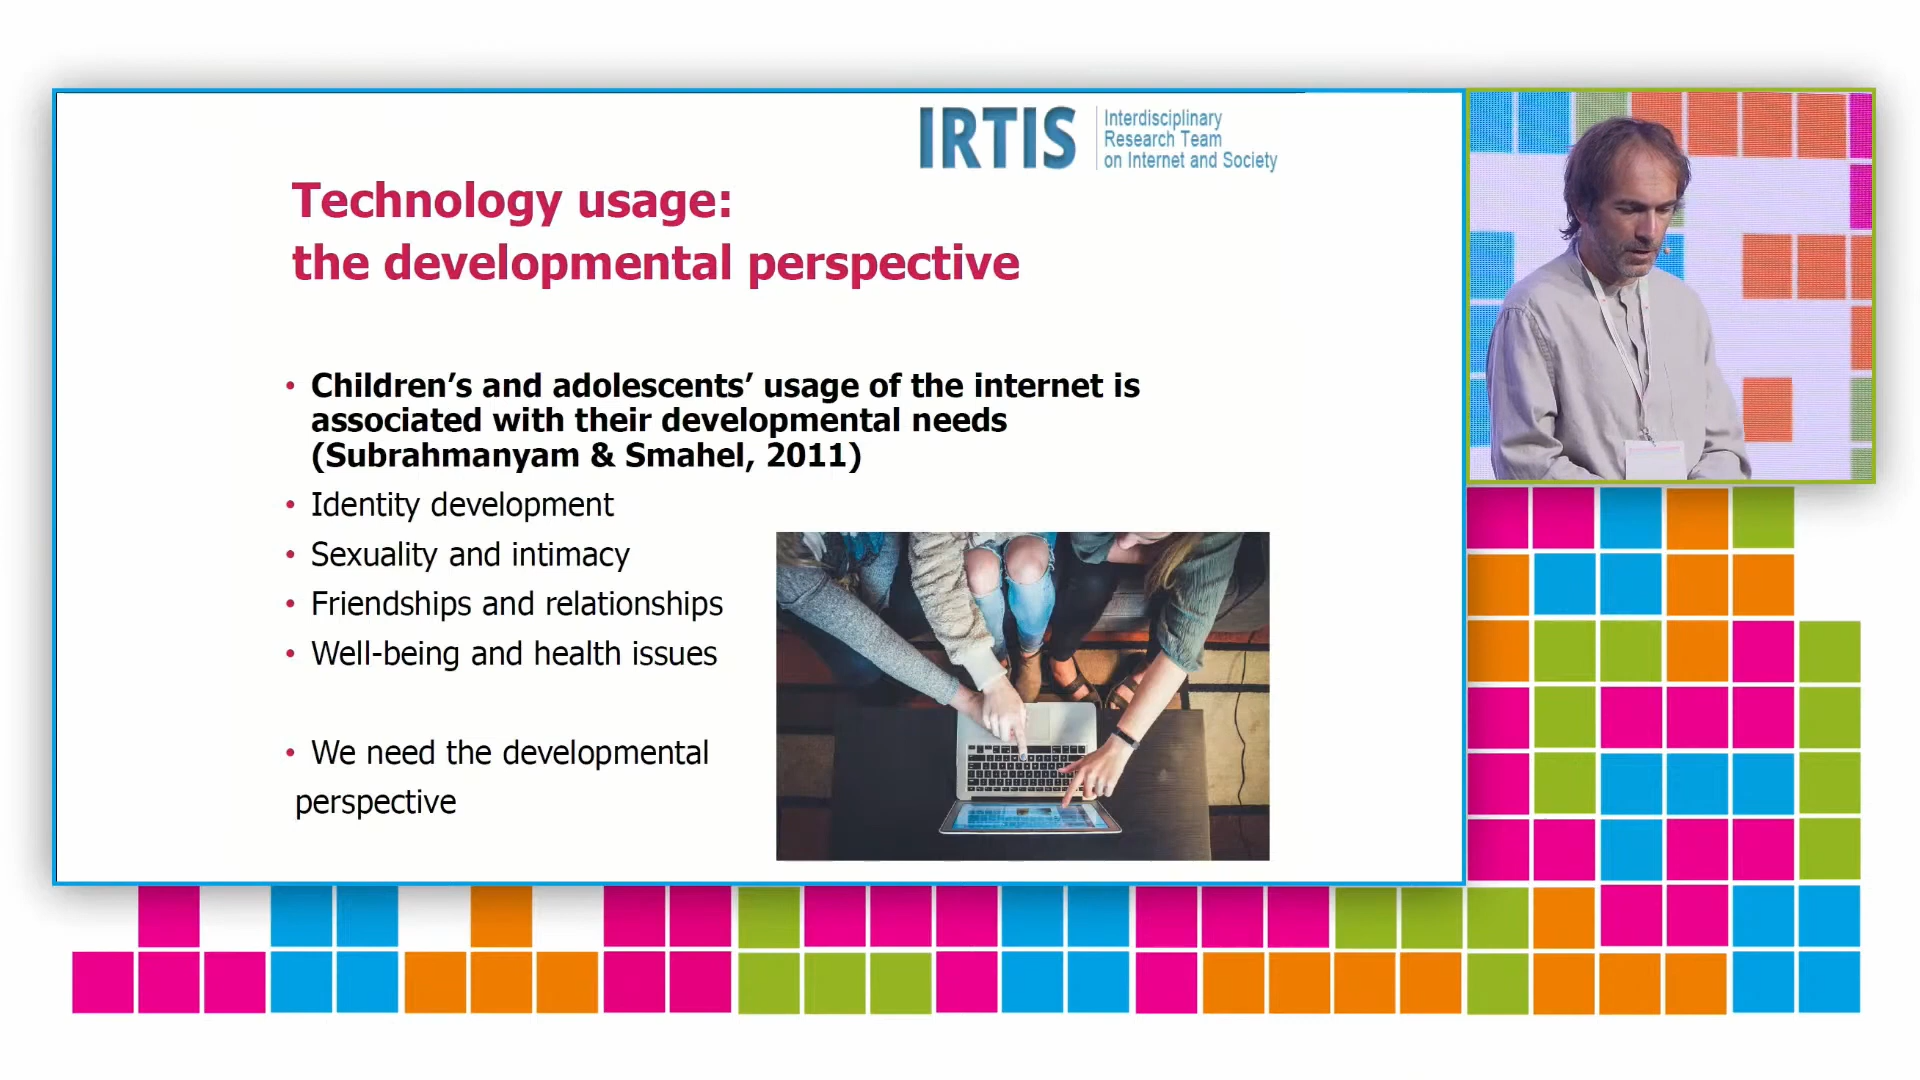 IRTIS
Interdisciplinary
Research Team
on Internet and Society
Technology usage:
the developmental perspective
• Children’s and adolescents’ usage of the internet is
associated with their developmental needs
(Subrahmanyam & Smahel, 2011)
• Identity development
• Sexuality and intimacy
• Friendships and relationships
• Well-being and health issues
• We need the developmental
perspective